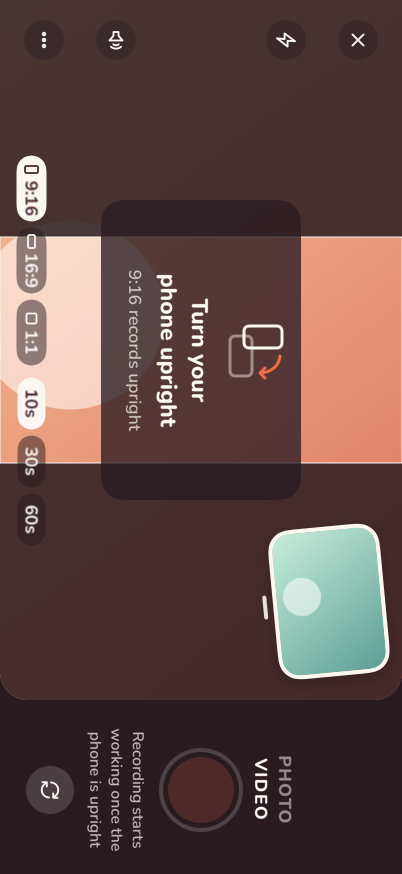 9:16
16:9
1:1
10s
30s
60s
Turn your
phone upright
9:16 records upright
PHOTO
VIDEO
Recording starts
working once the
phone is upright